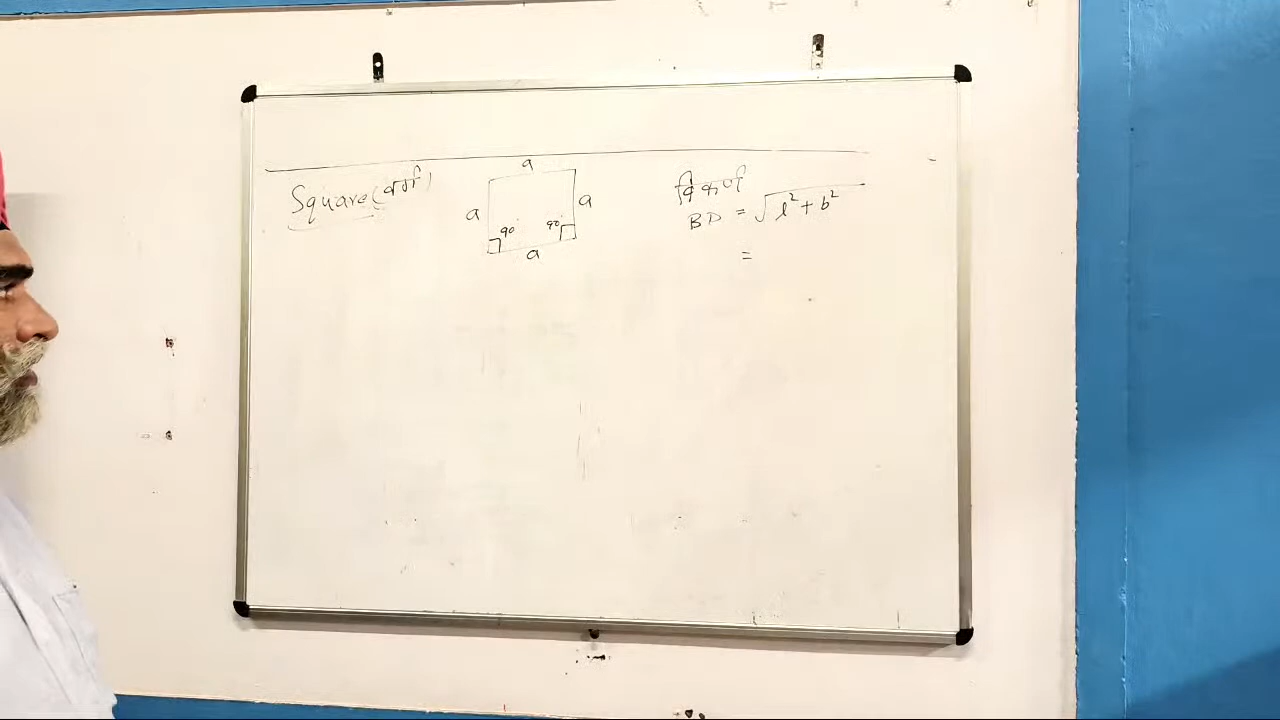 Square (वर्ग)
a
a
a
90°
90°
a
विकर्ण
BD = √l²+b²
=